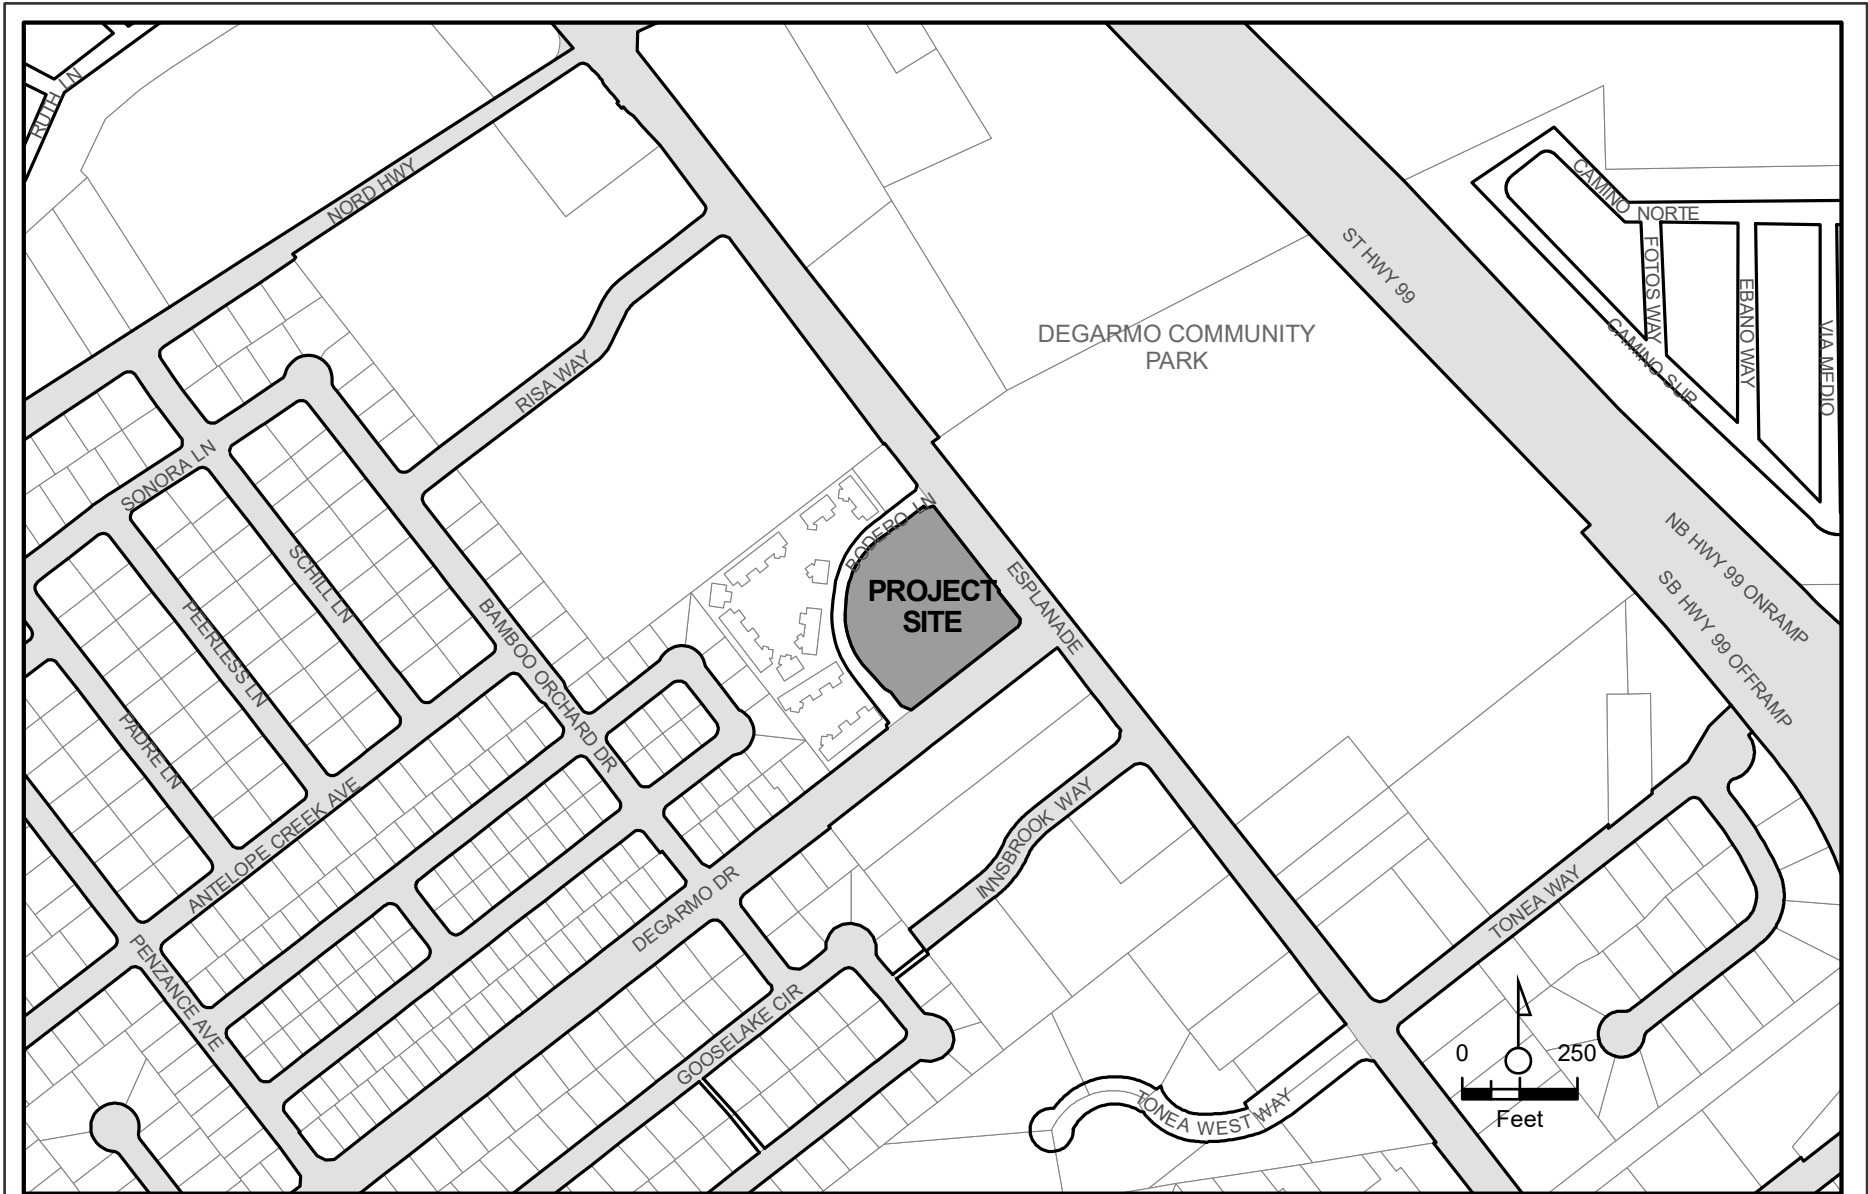 RUTH LN
NORD HWY
CAMINO
NORTE
ST HWY 99
FOTOS WAY
EBANO WAY
VIA MEDIO
CAMINO SUR
DEGARMO COMMUNITY
PARK
RISA WAY
SONORA LN
BODERO LN
SCHILL LN
PEERLESS LN
PADRE LN
BAMBOO ORCHARD DR
PROJECT
SITE
ESPLANADE
NB HWY 99 ONRAMP
SB HWY 99 OFFRAMP
ANTELOPE CREEK AVE
INNSBROOK WAY
DEGARMO DR
TONEA WAY
PENZANCE AVE
GOOSELAKE CIR
TONEA WEST WAY
0 250
Feet